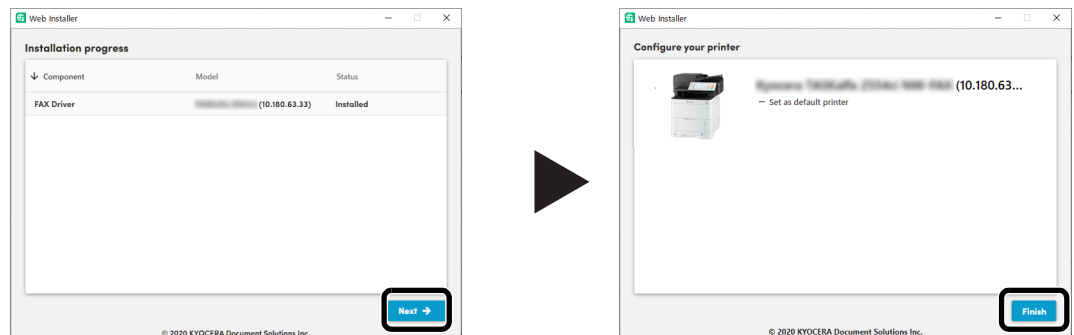 Web Installer
Installation progress
Component Model Status
FAX Driver (10.180.63.33) Installed
Next
© 2020 KYOCERA Document Solutions Inc.
Web Installer
Configure your printer
(10.180.63...
Set as default printer
Finish
© 2020 KYOCERA Document Solutions Inc.